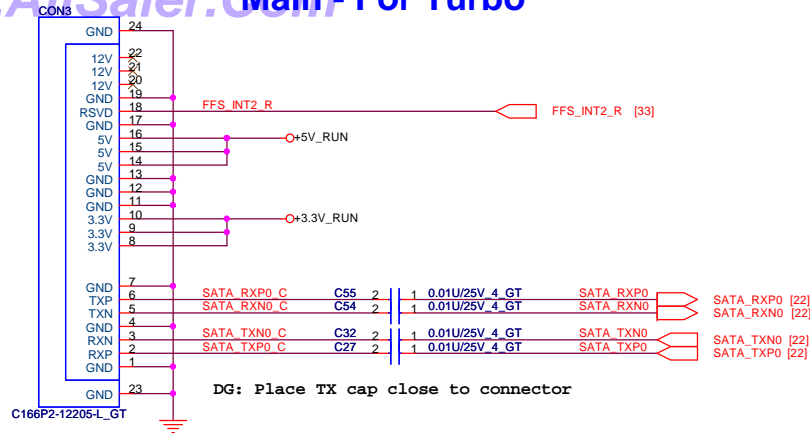 Main - For Turbo
CON3
GND 24
12V 22
12V 21
12V 20
GND 19
RSVD 18 FFS_INT2_R FFS_INT2_R [33]
GND 17
5V 16 +5V_RUN
5V 15
5V 14
GND 13
GND 12
GND 11
3.3V 10 +3.3V_RUN
3.3V 9
3.3V 8
GND 7
TXP 6 SATA_RXP0_C C55 2 1 0.01U/25V_4_GT SATA_RXP0 SATA_RXP0 [22]
TXN 5 SATA_RXN0_C C54 2 1 0.01U/25V_4_GT SATA_RXN0 SATA_RXN0 [22]
GND 4
RXN 3 SATA_TXN0_C C32 2 1 0.01U/25V_4_GT SATA_TXN0 SATA_TXN0 [22]
RXP 2 SATA_TXP0_C C27 2 1 0.01U/25V_4_GT SATA_TXP0 SATA_TXP0 [22]
GND 1
GND 23
DG: Place TX cap close to connector
C166P2-12205-L_GT